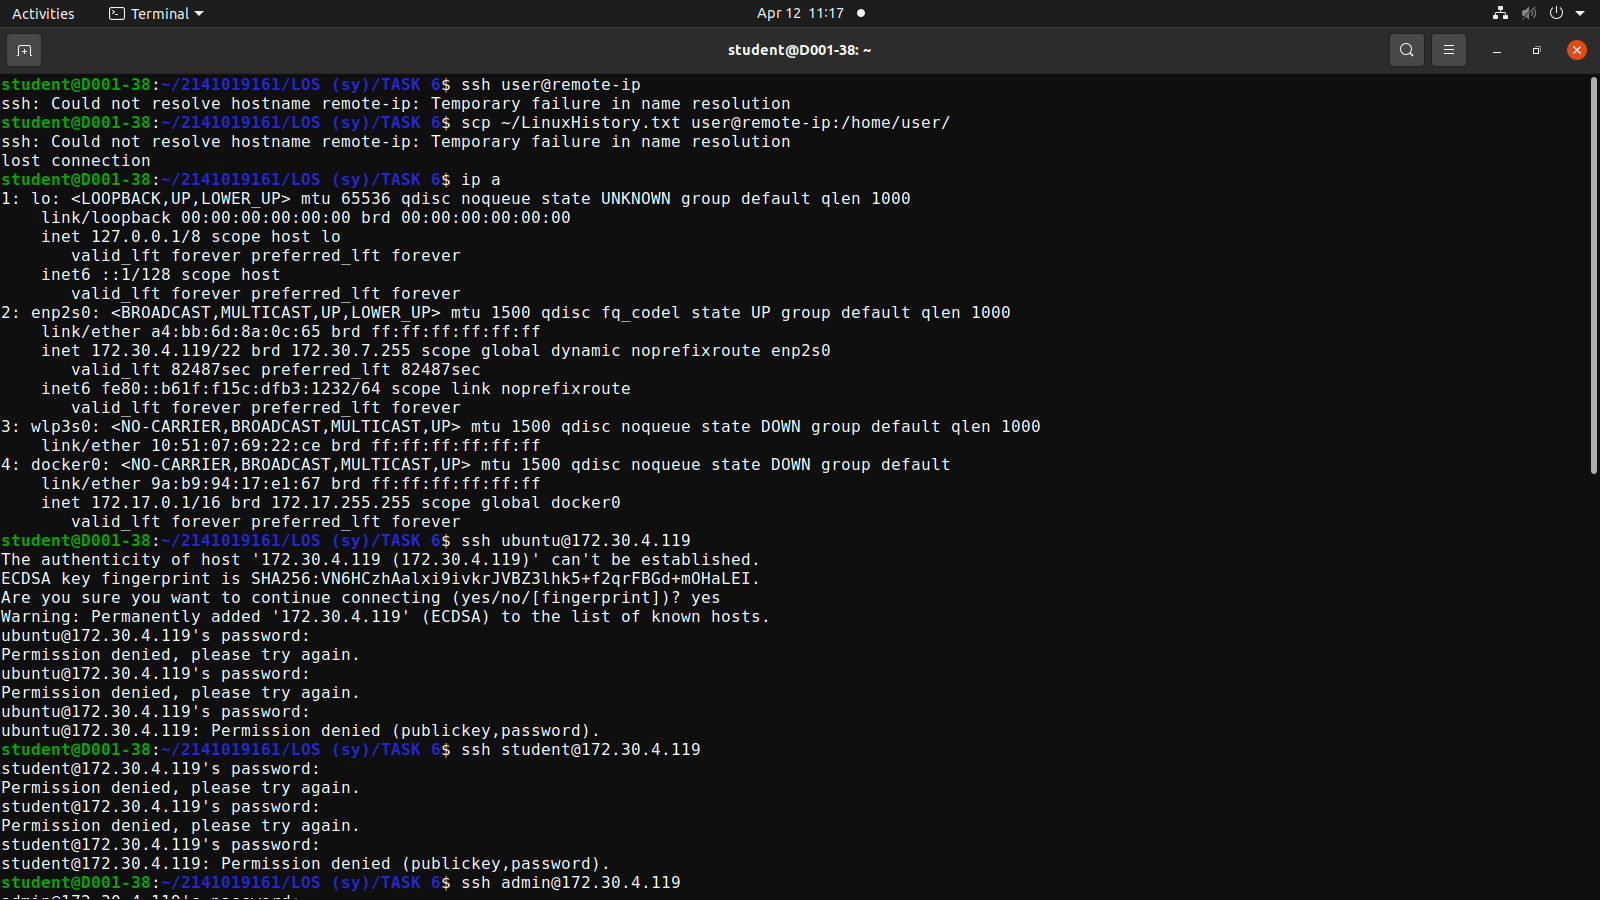 Activities Terminal Apr 12 11:17
student@D001-38: ~
student@D001-38:~/2141019161/LOS (sy)/TASK 6$ ssh user@remote-ip
ssh: Could not resolve hostname remote-ip: Temporary failure in name resolution
student@D001-38:~/2141019161/LOS (sy)/TASK 6$ scp ~/LinuxHistory.txt user@remote-ip:/home/user/
ssh: Could not resolve hostname remote-ip: Temporary failure in name resolution
lost connection
student@D001-38:~/2141019161/LOS (sy)/TASK 6$ ip a
1: lo: <LOOPBACK,UP,LOWER_UP> mtu 65536 qdisc noqueue state UNKNOWN group default qlen 1000
    link/loopback 00:00:00:00:00:00 brd 00:00:00:00:00:00
    inet 127.0.0.1/8 scope host lo
       valid_lft forever preferred_lft forever
    inet6 ::1/128 scope host
       valid_lft forever preferred_lft forever
2: enp2s0: <BROADCAST,MULTICAST,UP,LOWER_UP> mtu 1500 qdisc fq_codel state UP group default qlen 1000
    link/ether a4:bb:6d:8a:0c:65 brd ff:ff:ff:ff:ff:ff
    inet 172.30.4.119/22 brd 172.30.7.255 scope global dynamic noprefixroute enp2s0
       valid_lft 82487sec preferred_lft 82487sec
    inet6 fe80::b61f:f15c:dfb3:1232/64 scope link noprefixroute
       valid_lft forever preferred_lft forever
3: wlp3s0: <NO-CARRIER,BROADCAST,MULTICAST,UP> mtu 1500 qdisc noqueue state DOWN group default qlen 1000
    link/ether 10:51:07:69:22:ce brd ff:ff:ff:ff:ff:ff
4: docker0: <NO-CARRIER,BROADCAST,MULTICAST,UP> mtu 1500 qdisc noqueue state DOWN group default
    link/ether 9a:b9:94:17:e1:67 brd ff:ff:ff:ff:ff:ff
    inet 172.17.0.1/16 brd 172.17.255.255 scope global docker0
       valid_lft forever preferred_lft forever
student@D001-38:~/2141019161/LOS (sy)/TASK 6$ ssh ubuntu@172.30.4.119
The authenticity of host '172.30.4.119 (172.30.4.119)' can't be established.
ECDSA key fingerprint is SHA256:VN6HCzhAalxi9ivkrJVBZ3lhk5+f2qrFBGd+mOHaLEI.
Are you sure you want to continue connecting (yes/no/[fingerprint])? yes
Warning: Permanently added '172.30.4.119' (ECDSA) to the list of known hosts.
ubuntu@172.30.4.119's password:
Permission denied, please try again.
ubuntu@172.30.4.119's password:
Permission denied, please try again.
ubuntu@172.30.4.119's password:
ubuntu@172.30.4.119: Permission denied (publickey,password).
student@D001-38:~/2141019161/LOS (sy)/TASK 6$ ssh student@172.30.4.119
student@172.30.4.119's password:
Permission denied, please try again.
student@172.30.4.119's password:
Permission denied, please try again.
student@172.30.4.119's password:
student@172.30.4.119: Permission denied (publickey,password).
student@D001-38:~/2141019161/LOS (sy)/TASK 6$ ssh admin@172.30.4.119
admin@172.30.4.119's password: